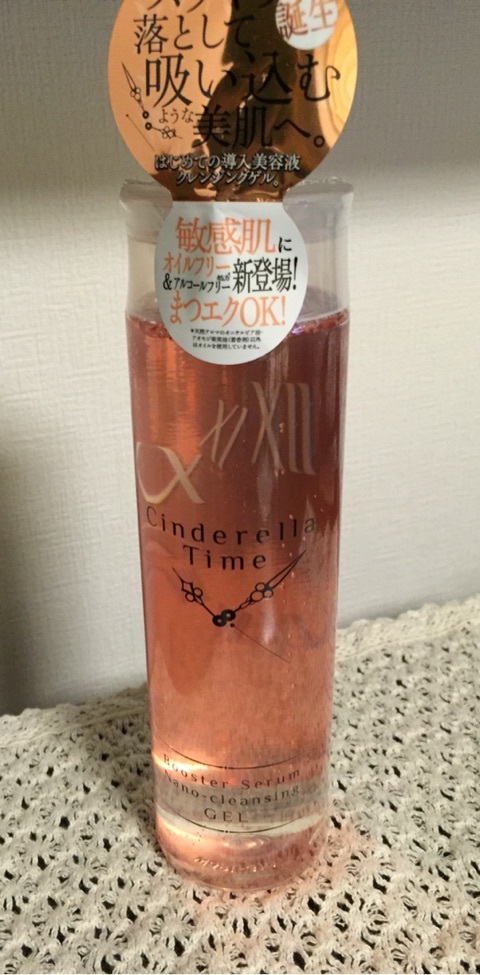 誕生
落として
吸い込む
ような
美肌へ。
はじめての導入美容液
クレンジングゲル。
敏感肌に
オイルフリー
&アルコールフリー
新登場!
まつエクOK!
XII
Cinderella
Time
Booster Serum
Nano-cleansing
GEL